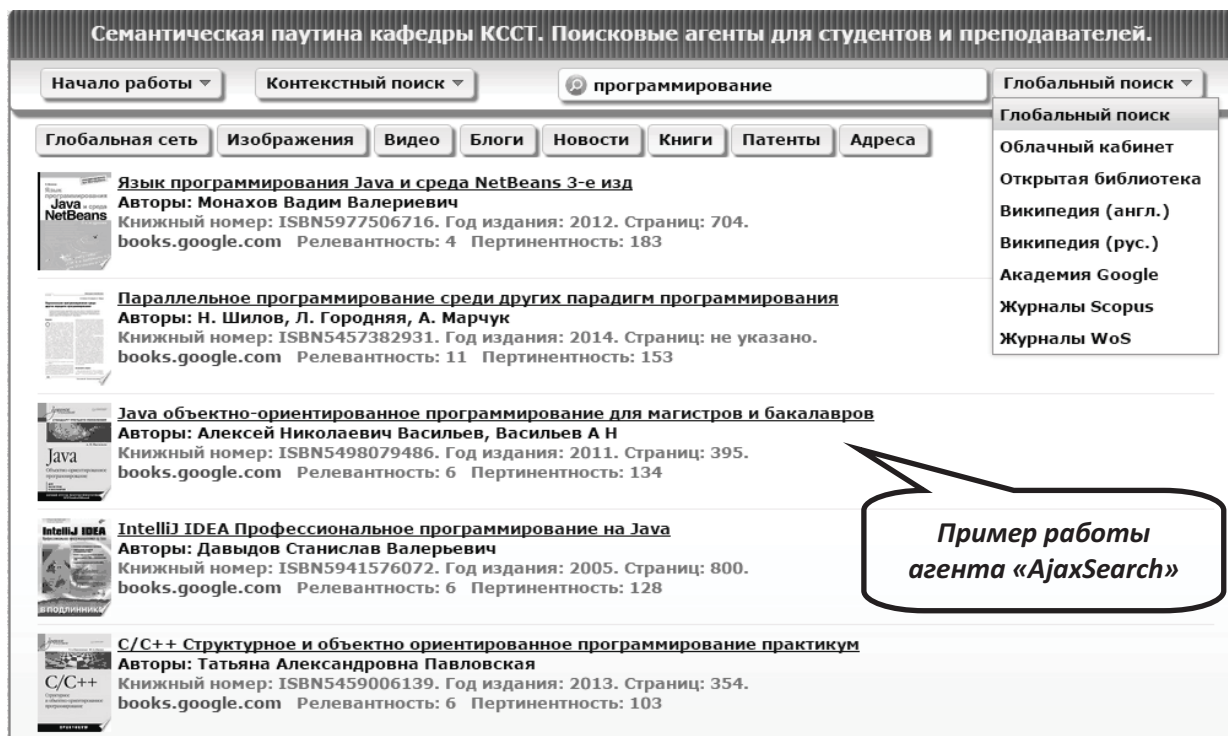 Семантическая паутина кафедры КССТ. Поисковые агенты для студентов и преподавателей.
Начало работы Контекстный поиск программирование Глобальный поиск
Глобальный поиск
Облачный кабинет
Открытая библиотека
Википедия (англ.)
Википедия (рус.)
Академия Google
Журналы Scopus
Журналы WoS
Глобальная сеть Изображения Видео Блоги Новости Книги Патенты Адреса
Язык программирования Java и среда NetBeans 3-е изд
Авторы: Монахов Вадим Валериевич
Книжный номер: ISBN5977506716. Год издания: 2012. Страниц: 704.
books.google.com Релевантность: 4 Пертинентность: 183
Java
NetBeans
Параллельное программирование среди других парадигм программирования
Авторы: Н. Шилов, Л. Городняя, А. Марчук
Книжный номер: ISBN5457382931. Год издания: 2014. Страниц: не указано.
books.google.com Релевантность: 11 Пертинентность: 153
Java объектно-ориентированное программирование для магистров и бакалавров
Авторы: Алексей Николаевич Васильев, Васильев А Н
Книжный номер: ISBN5498079486. Год издания: 2011. Страниц: 395.
books.google.com Релевантность: 6 Пертинентность: 134
Java
IntelliJ IDEA Профессиональное программирование на Java
Авторы: Давыдов Станислав Валерьевич
Книжный номер: ISBN5941576072. Год издания: 2005. Страниц: 800.
books.google.com Релевантность: 6 Пертинентность: 128
IntelliJ IDEA
В ПОДЛИННИКЕ
C/C++ Структурное и объектно ориентированное программирование практикум
Авторы: Татьяна Александровна Павловская
Книжный номер: ISBN5459006139. Год издания: 2013. Страниц: 354.
books.google.com Релевантность: 6 Пертинентность: 103
C/C++
Пример работы
агента «AjaxSearch»